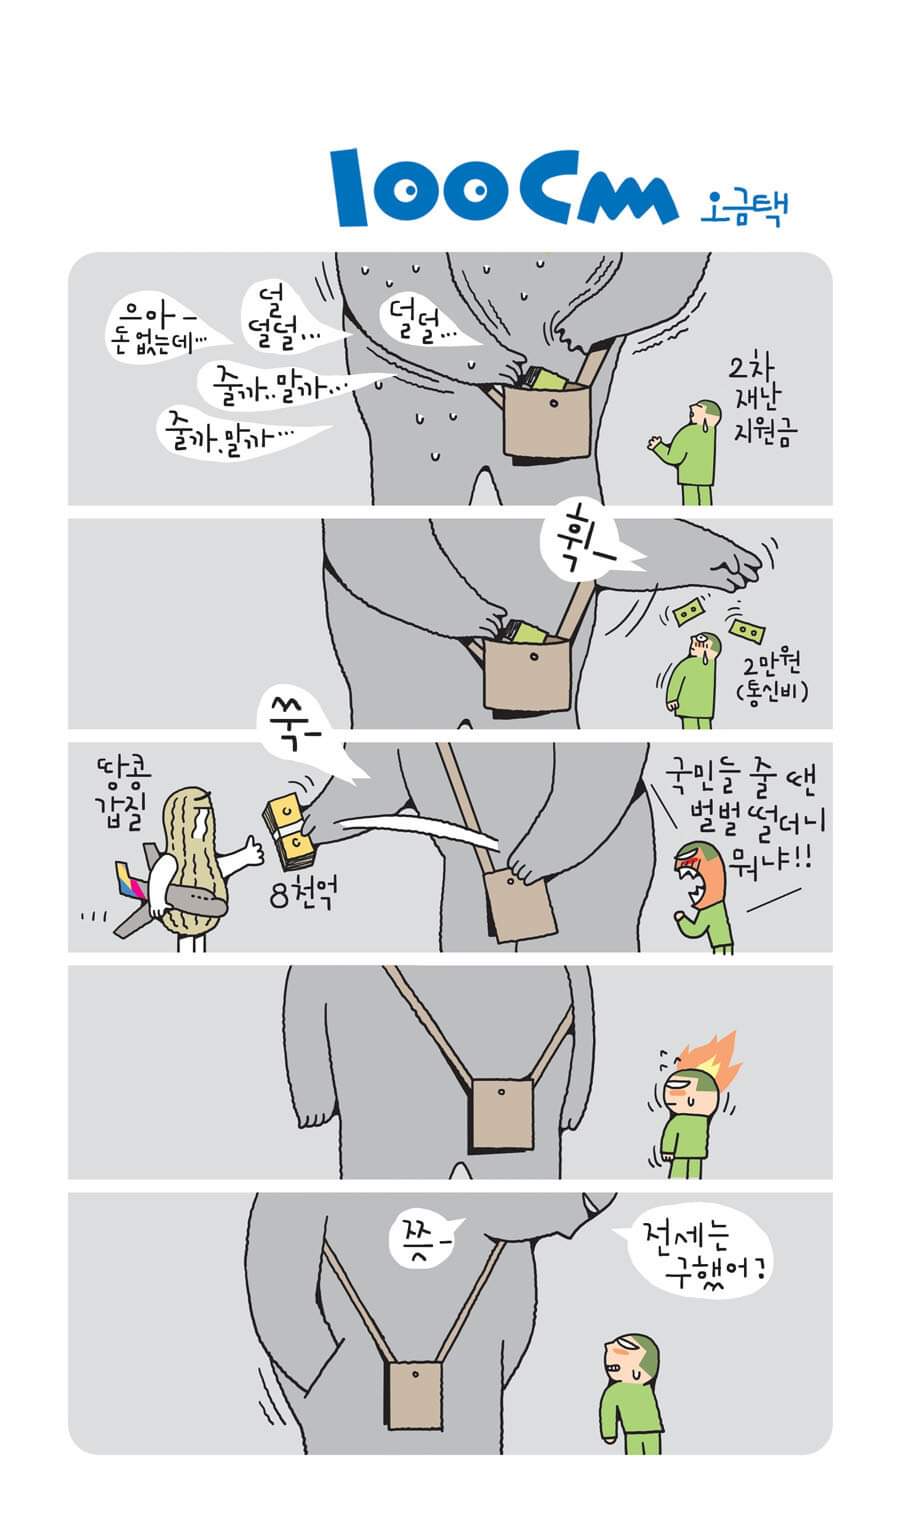 100cm 오금택
으아-
돈 없는데...
덜
덜덜...
덜덜...
줄까..말까...
줄까.말까...
2차
재난
지원금
휙-
2만원
(통신비)
쑥-
땅콩
갑질
8천억
국민들 줄 땐
벌벌 떨더니
뭐냐!!
쯧-
전세는
구했어?